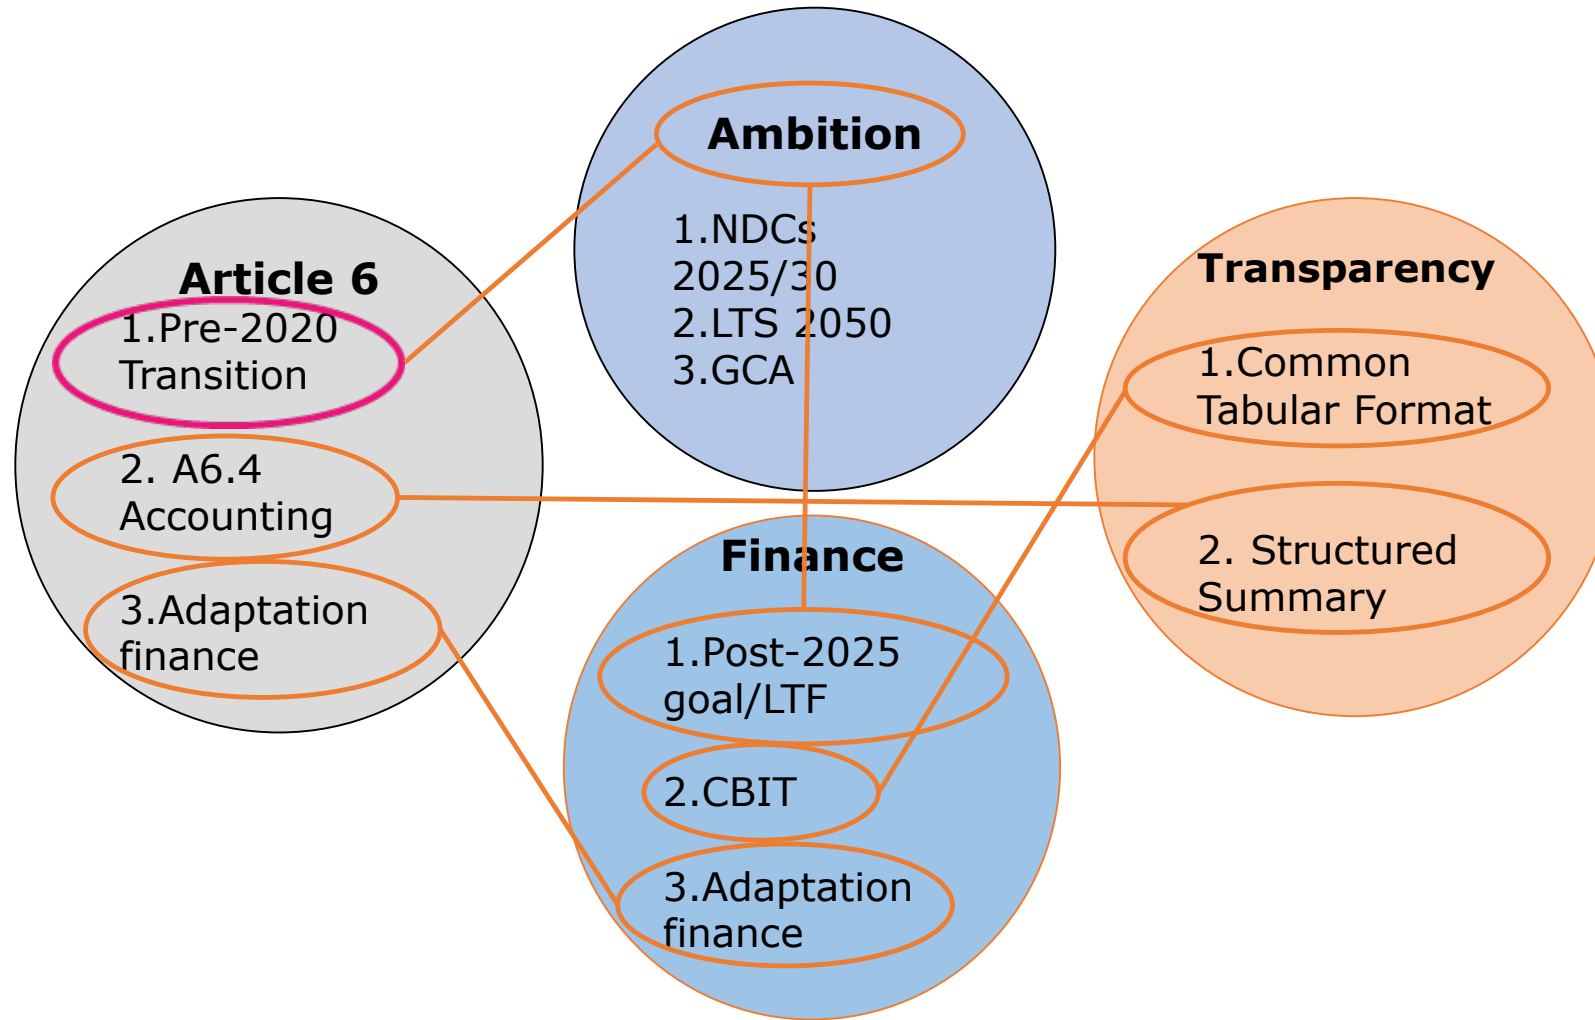 Ambition
1.NDCs
2025/30
2.LTS 2050
3.GCA
Article 6
1.Pre-2020
Transition
2. A6.4
Accounting
3.Adaptation
finance
Transparency
1.Common
Tabular Format
2. Structured
Summary
Finance
1.Post-2025
goal/LTF
2.CBIT
3.Adaptation
finance